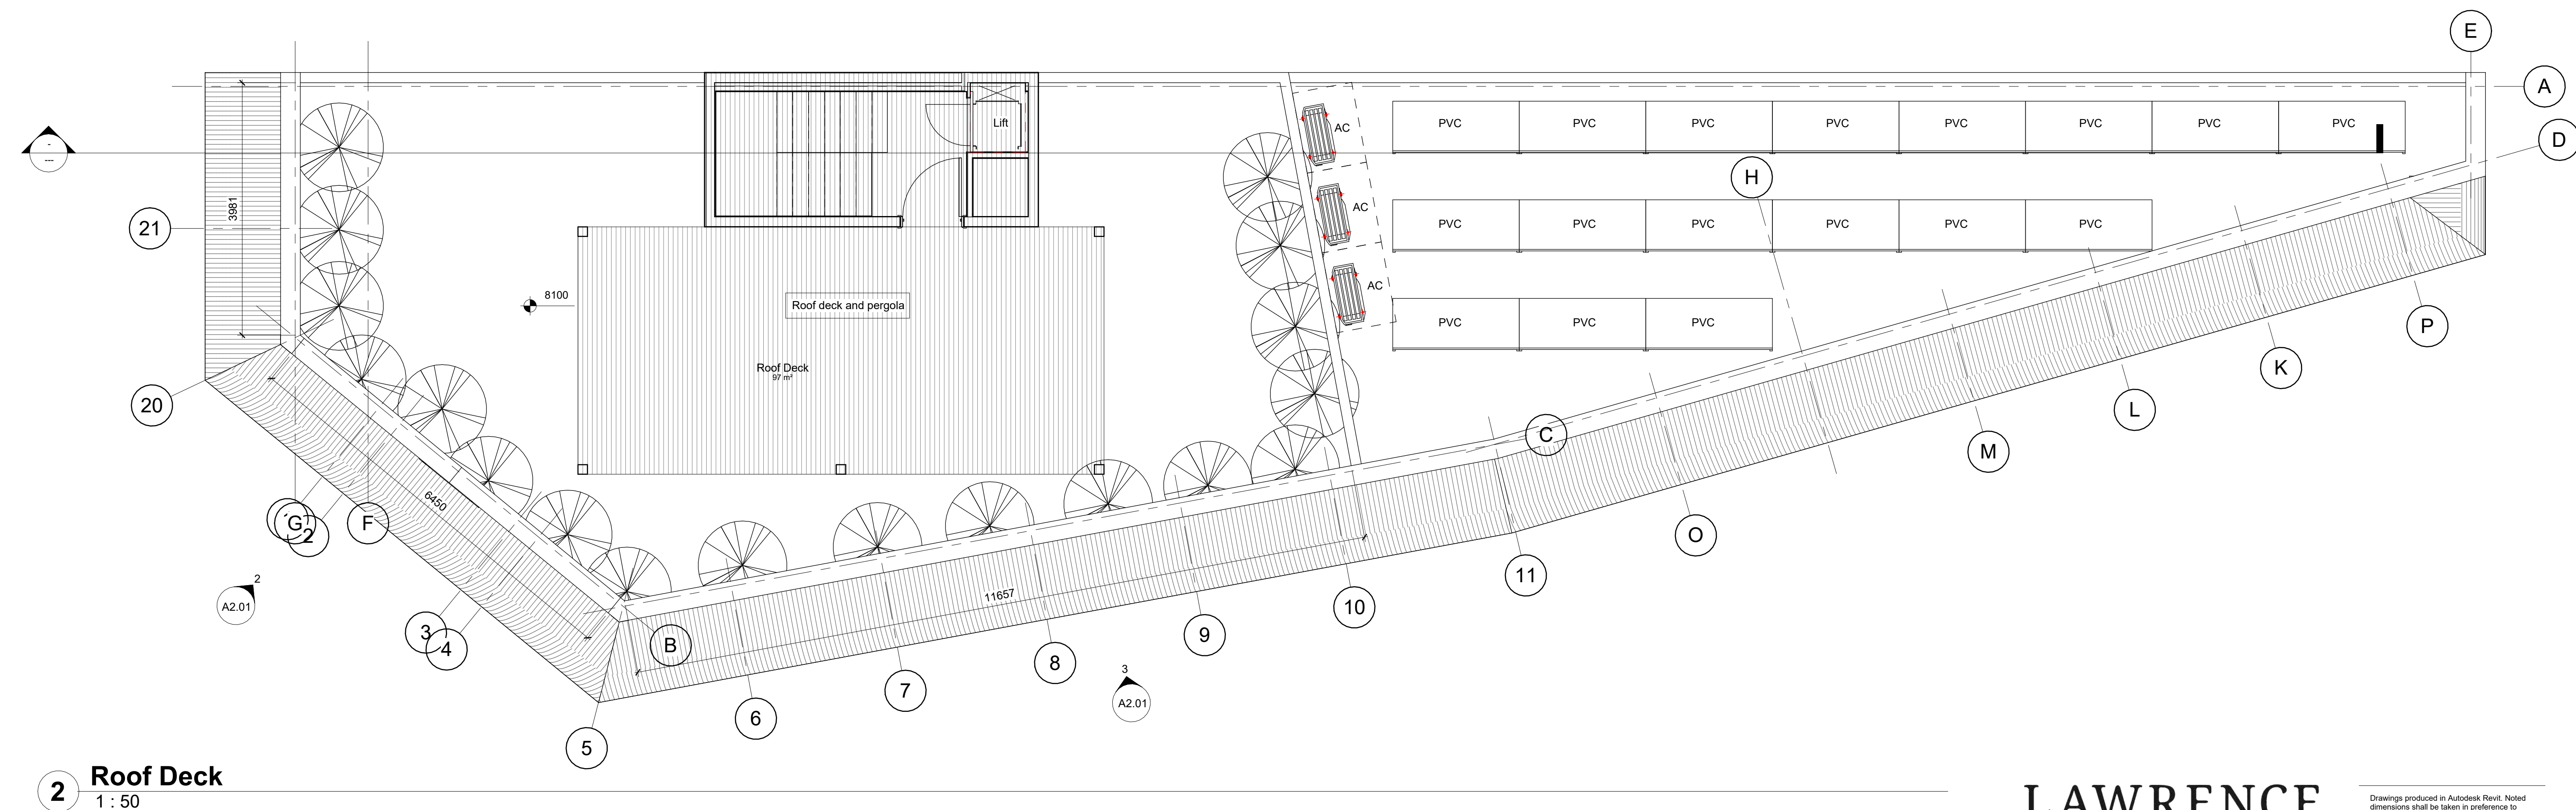 E
A
PVC PVC PVC PVC PVC PVC PVC PVC
Lift
AC
D
-
---
H
3981
AC
21
PVC PVC PVC PVC PVC PVC
AC
8100
Roof deck and pergola
PVC PVC PVC
P
Roof Deck
97 m²
K
20
L
C
M
6450
G
F
2
O
11
2
A2.01
11657
10
3
B
9
4
8
3
A2.01
7
6
5
2
Roof Deck
1 : 50
LAWRENCE
Drawings produced in Autodesk Revit. Noted
dimensions shall be taken in preference to